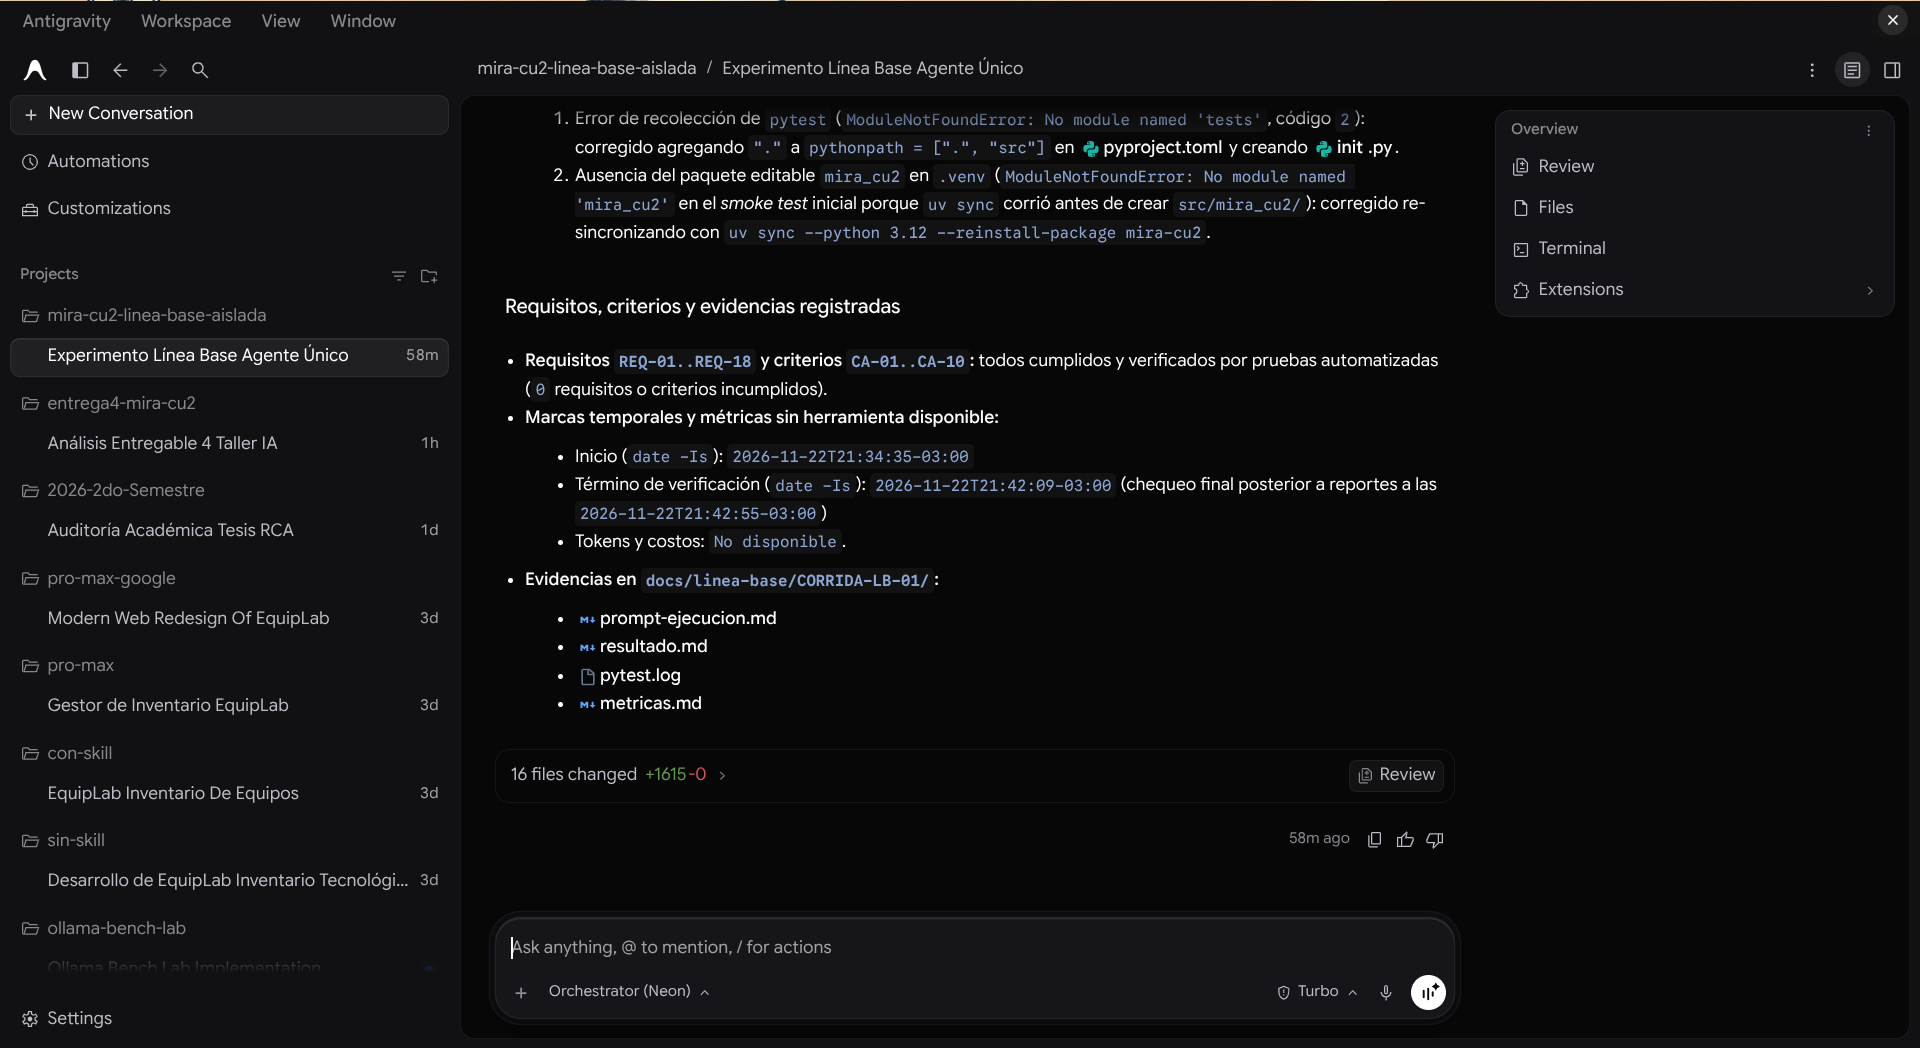 Antigravity Workspace View Window
mira-cu2-linea-base-aislada / Experimento Línea Base Agente Único
+ New Conversation
Automations
Customizations
Projects
mira-cu2-linea-base-aislada
Experimento Línea Base Agente Único 58m
entrega4-mira-cu2
Análisis Entregable 4 Taller IA 1h
2026-2do-Semestre
Auditoría Académica Tesis RCA 1d
pro-max-google
Modern Web Redesign Of EquipLab 3d
pro-max
Gestor de Inventario EquipLab 3d
con-skill
EquipLab Inventario De Equipos 3d
sin-skill
Desarrollo de EquipLab Inventario Tecnológi... 3d
ollama-bench-lab
Ollama Bench Lab Implementation
Settings
1. Error de recolección de pytest (ModuleNotFoundError: No module named 'tests', código 2):
corregido agregando "." a pythonpath = [".", "src"] en pyproject.toml y creando init .py.
2. Ausencia del paquete editable mira_cu2 en .venv (ModuleNotFoundError: No module named
'mira_cu2' en el smoke test inicial porque uv sync corrió antes de crear src/mira_cu2/): corregido re-
sincronizando con uv sync --python 3.12 --reinstall-package mira-cu2.
Requisitos, criterios y evidencias registradas
• Requisitos REQ-01..REQ-18 y criterios CA-01..CA-10: todos cumplidos y verificados por pruebas automatizadas
(0 requisitos o criterios incumplidos).
• Marcas temporales y métricas sin herramienta disponible:
• Inicio (date -Is): 2026-11-22T21:34:35-03:00
• Término de verificación (date -Is): 2026-11-22T21:42:09-03:00 (chequeo final posterior a reportes a las
2026-11-22T21:42:55-03:00)
• Tokens y costos: No disponible.
• Evidencias en docs/linea-base/CORRIDA-LB-01/:
• prompt-ejecucion.md
• resultado.md
• pytest.log
• metricas.md
16 files changed +1615 -0 > Review
58m ago
Ask anything, @ to mention, / for actions
+ Orchestrator (Neon) Turbo
Overview
Review
Files
Terminal
Extensions